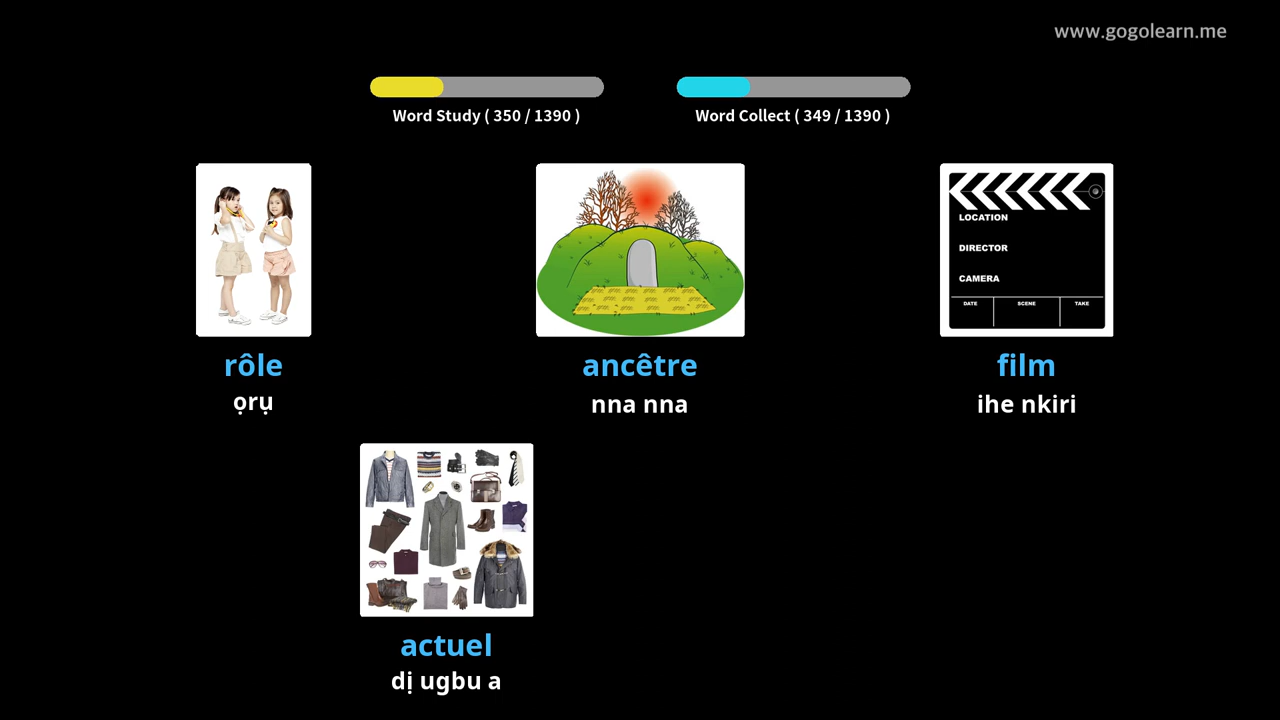 www.gogolearn.me
Word Study ( 350 / 1390 )
Word Collect ( 349 / 1390 )
LOCATION
DIRECTOR
CAMERA
DATE SCENE TAKE
rôle
ọrụ
ancêtre
nna nna
film
ihe nkiri
actuel
dị ugbu a